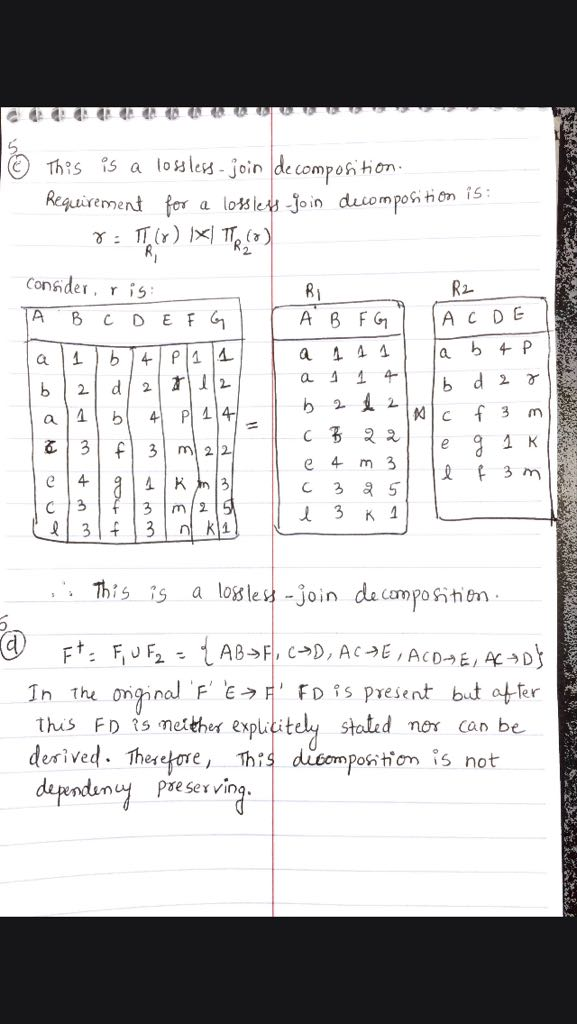 5
(c) This is a lossless-join decomposition.
Requirement for a lossless-join decomposition is:
r = π_R1(r) |X| π_R2(r)
Consider, r is:
A B C D E F G
a 1 b 4 P 1 1
b 2 d 2 r l 2
a 1 b 4 P 1 4
c 3 f 3 m 2 2
e 4 g 1 K m 3
c 3 f 3 m 2 5
l 3 f 3 n K 1
=
R1
A B F G
a 1 1 1
a 1 1 4
b 2 l 2
c 3 2 2
e 4 m 3
c 3 2 5
l 3 K 1
⋈
R2
A C D E
a b 4 P
b d 2 r
c f 3 m
e g 1 K
l f 3 m
∴ This is a lossless-join decomposition.
5
(d) F⁺ = F₁ ∪ F₂ = { AB→F, C→D, AC→E, ACD→E, AC→D}
In the original 'F' 'E→F' FD is present but after
this FD is neither explicitely stated nor can be
derived. Therefore, This decomposition is not
dependency preserving.